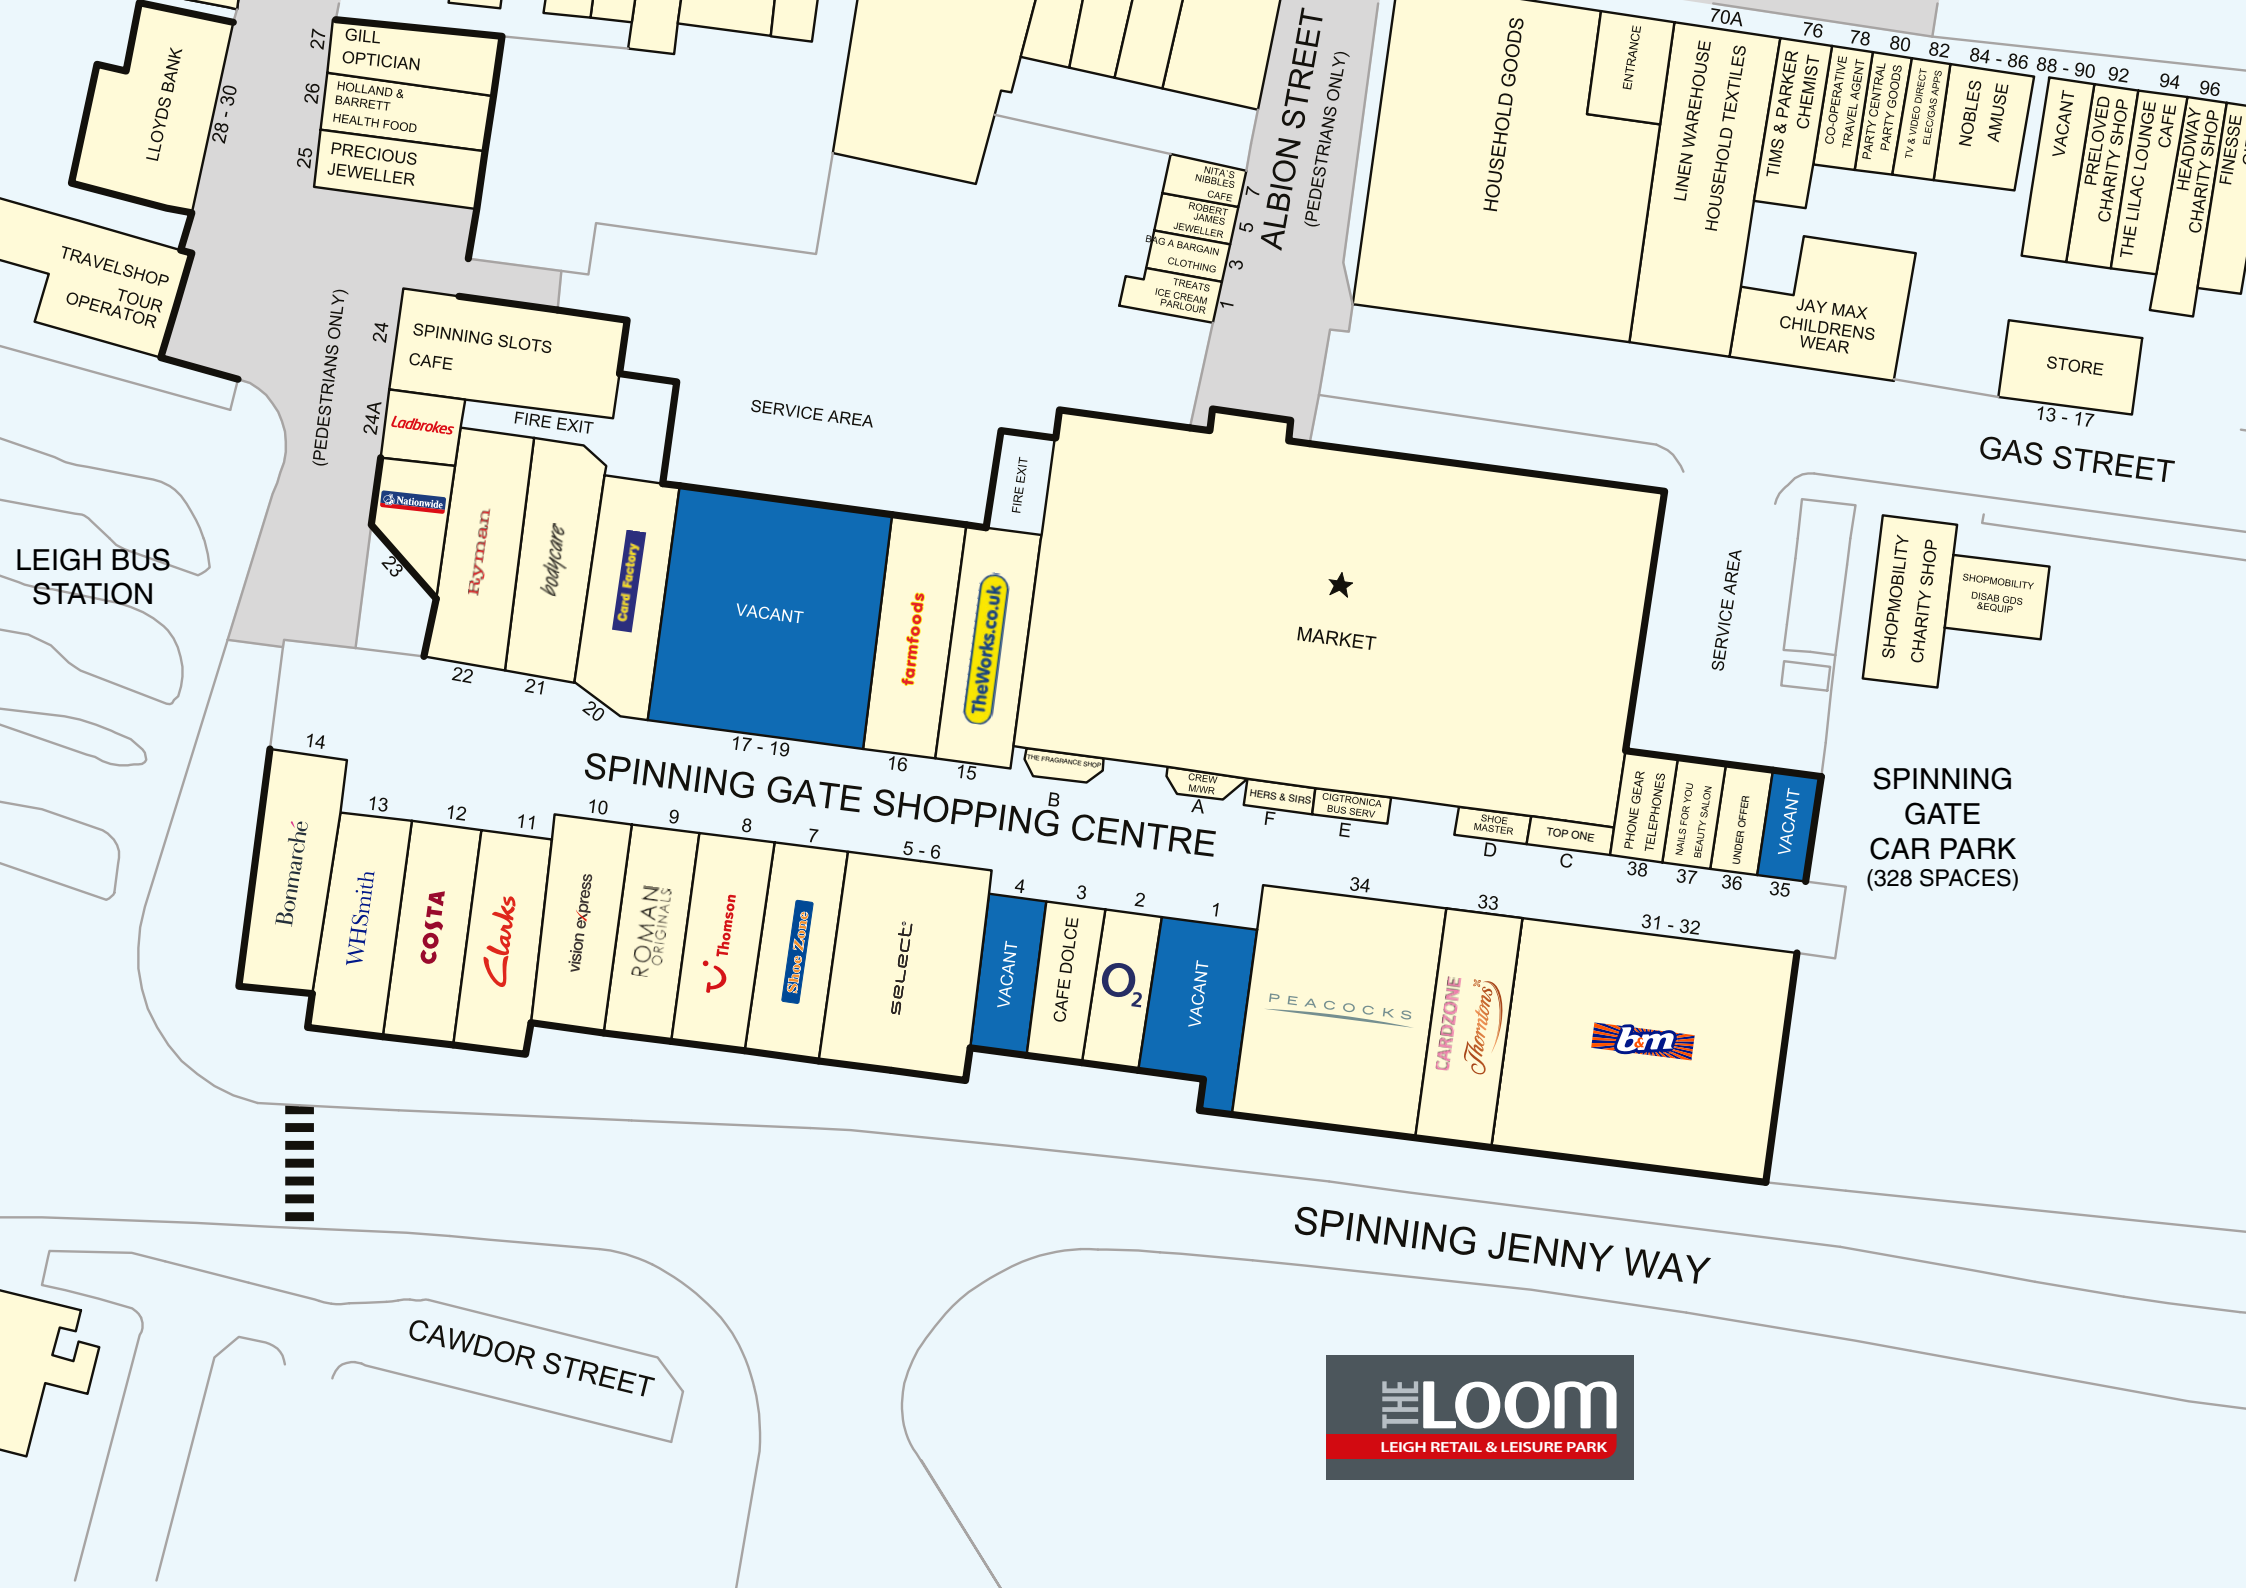 27
GILL
OPTICIAN
26
HOLLAND &
BARRETT
HEALTH FOOD
25
PRECIOUS
JEWELLER
LLOYDS BANK
28 - 30
TRAVELSHOP
TOUR
OPERATOR
(PEDESTRIANS ONLY)
24
SPINNING SLOTS
CAFE
24A
Ladbrokes
FIRE EXIT
Nationwide
23
SERVICE AREA
ALBION STREET
(PEDESTRIANS ONLY)
NITA'S
NIBBLES
CAFE
7
ROBERT
JAMES
JEWELLER
5
BAG A BARGAIN
CLOTHING
3
TREATS
ICE CREAM
PARLOUR
1
HOUSEHOLD GOODS
ENTRANCE
70A
LINEN WAREHOUSE
HOUSEHOLD TEXTILES
76
TIMS & PARKER
CHEMIST
78
CO-OPERATIVE
TRAVEL AGENT
80
PARTY CENTRAL
PARTY GOODS
82
TV & VIDEO DIRECT
ELEC/GAS APPS
84 - 86
NOBLES
AMUSE
88 - 90
VACANT
92
PRELOVED
CHARITY SHOP
94
THE LILAC LOUNGE
CAFE
96
HEADWAY
CHARITY SHOP
FINESSE
JAY MAX
CHILDRENS
WEAR
STORE
13 - 17
GAS STREET
LEIGH BUS
STATION
Ryman
22
bodycare
21
Card Factory
20
VACANT
17 - 19
farmfoods
16
TheWorks.co.uk
15
FIRE EXIT
MARKET
SERVICE AREA
SHOPMOBILITY
CHARITY SHOP
SHOPMOBILITY
DISAB GDS
&EQUIP
THE FRAGRANCE SHOP
B
CREW
M/WR
A
HERS & SIRS
F
CIGTRONICA
BUS SERV
E
SHOE
MASTER
D
TOP ONE
C
PHONE GEAR
TELEPHONES
38
NAILS FOR YOU
BEAUTY SALON
37
UNDER OFFER
36
VACANT
35
SPINNING
GATE
CAR PARK
(328 SPACES)
SPINNING GATE SHOPPING CENTRE
14
Bonmarché
13
WHSmith
12
COSTA
11
Clarks
10
vision express
9
ROMAN
ORIGINALS
8
Thomson
7
Shoe Zone
5 - 6
SELECT
4
VACANT
3
CAFE DOLCE
2
O2
1
VACANT
34
PEACOCKS
33
CARDZONE
Thorntons
31 - 32
b&m
SPINNING JENNY WAY
CAWDOR STREET
THE LOOM
LEIGH RETAIL & LEISURE PARK